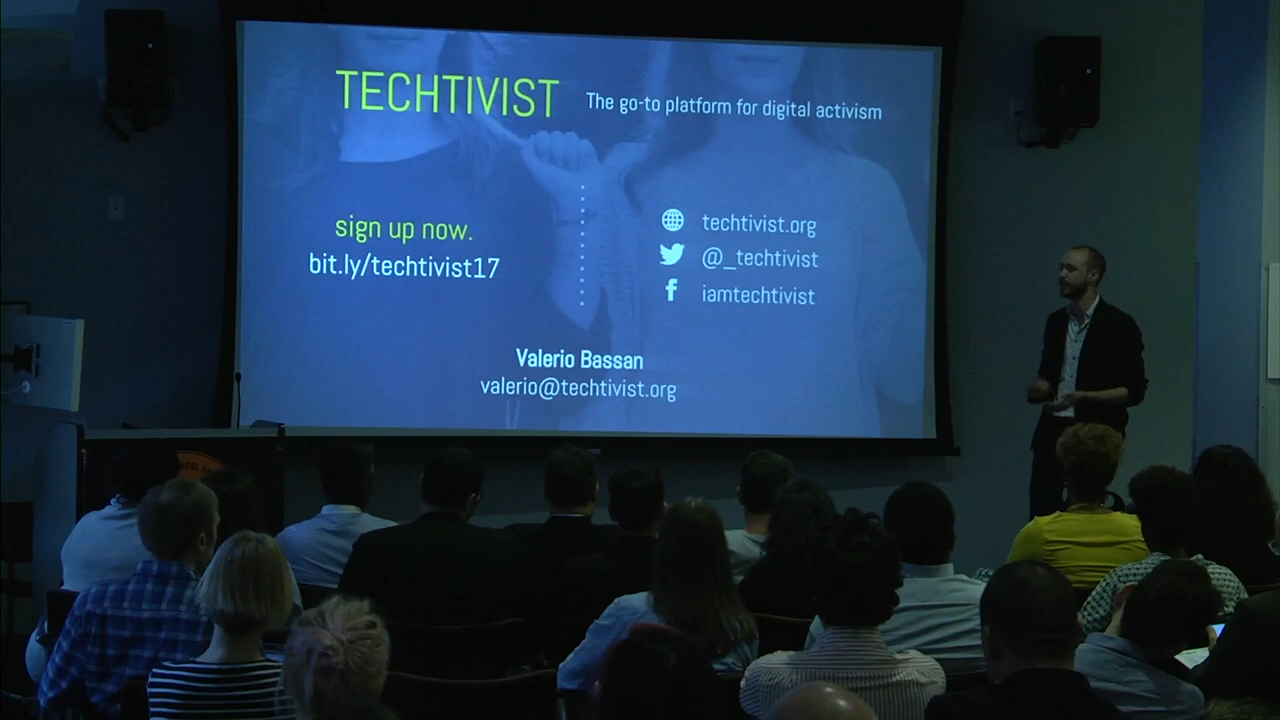 TECHTIVIST
The go-to platform for digital activism
sign up now.
bit.ly/techtivist17
techtivist.org
@_techtivist
iamtechtivist
Valerio Bassan
valerio@techtivist.org